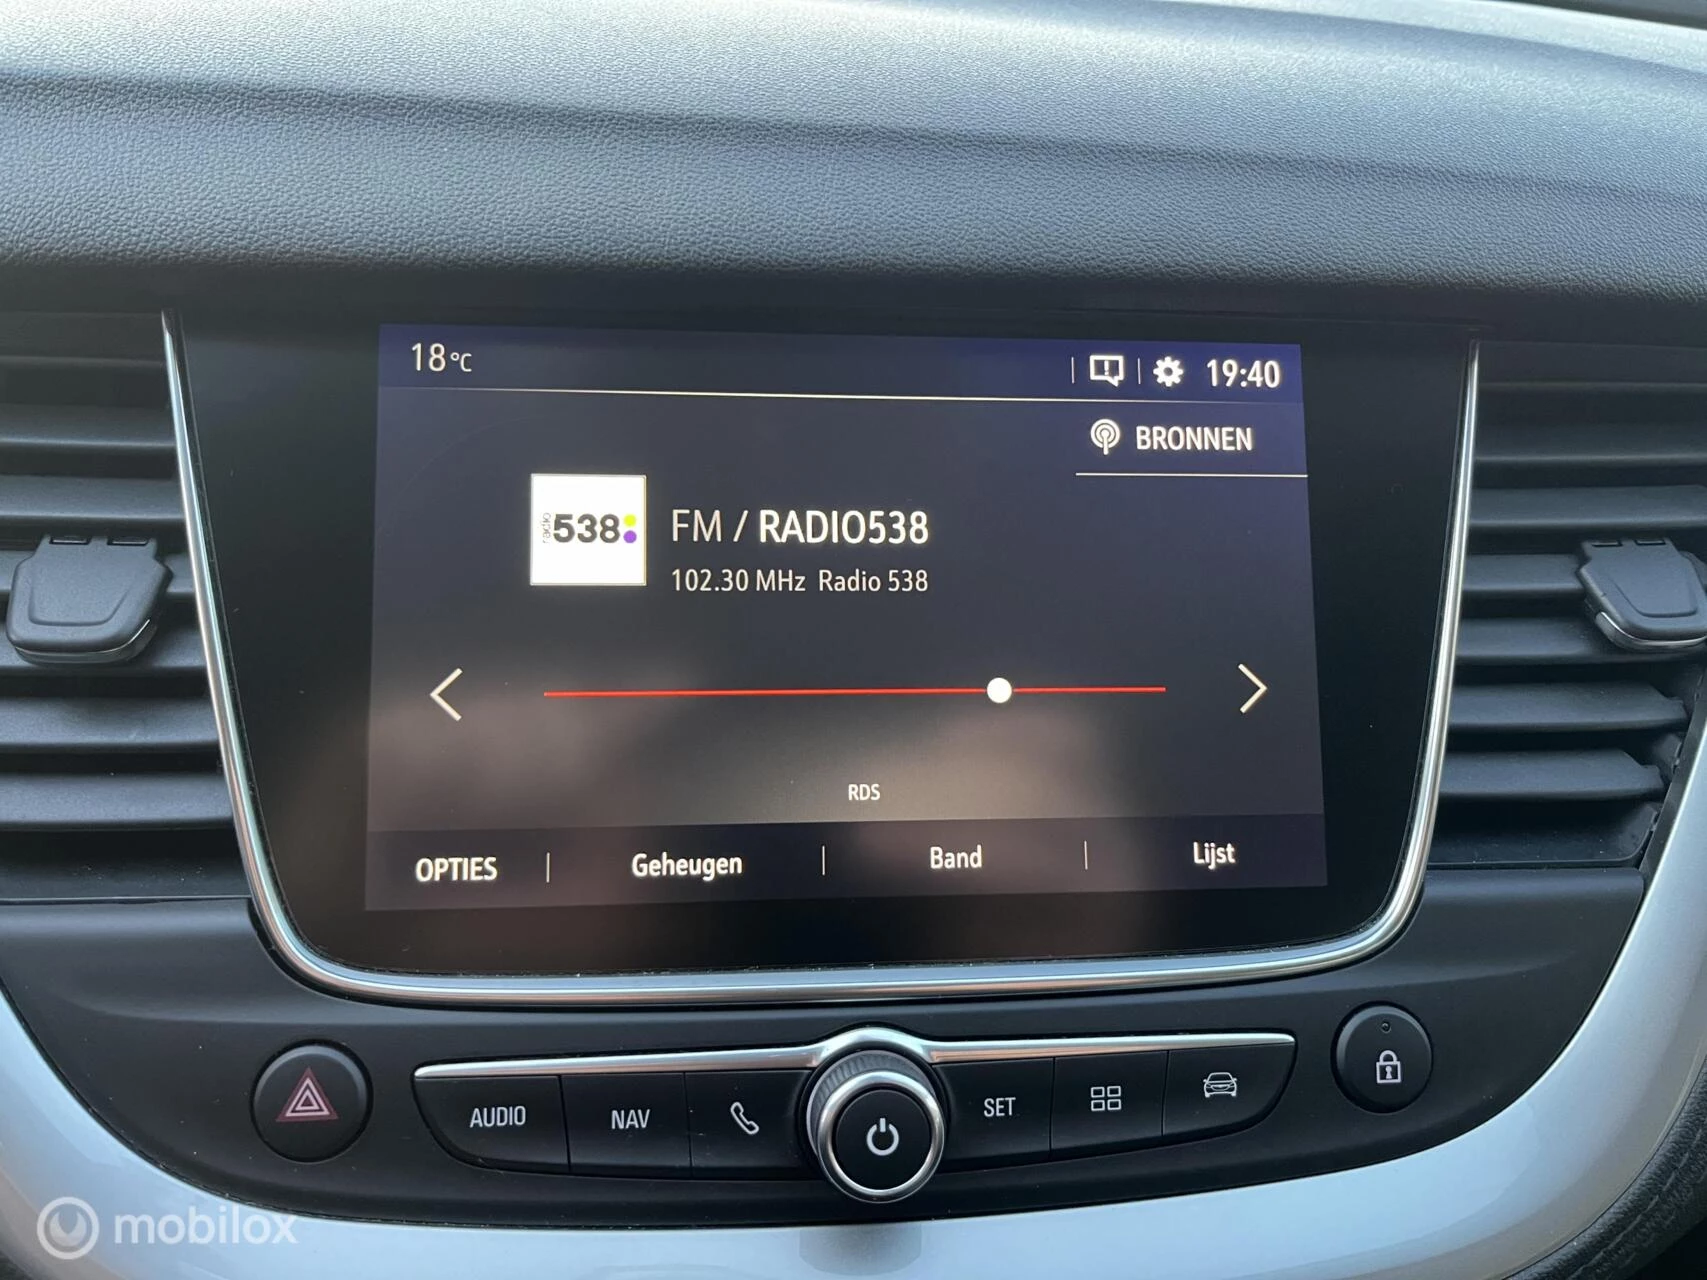 18°C
19:40
BRONNEN
radio
538
FM / RADIO538
102.30 MHz Radio 538
RDS
OPTIES | Geheugen | Band | Lijst
AUDIO NAV SET
mobilox